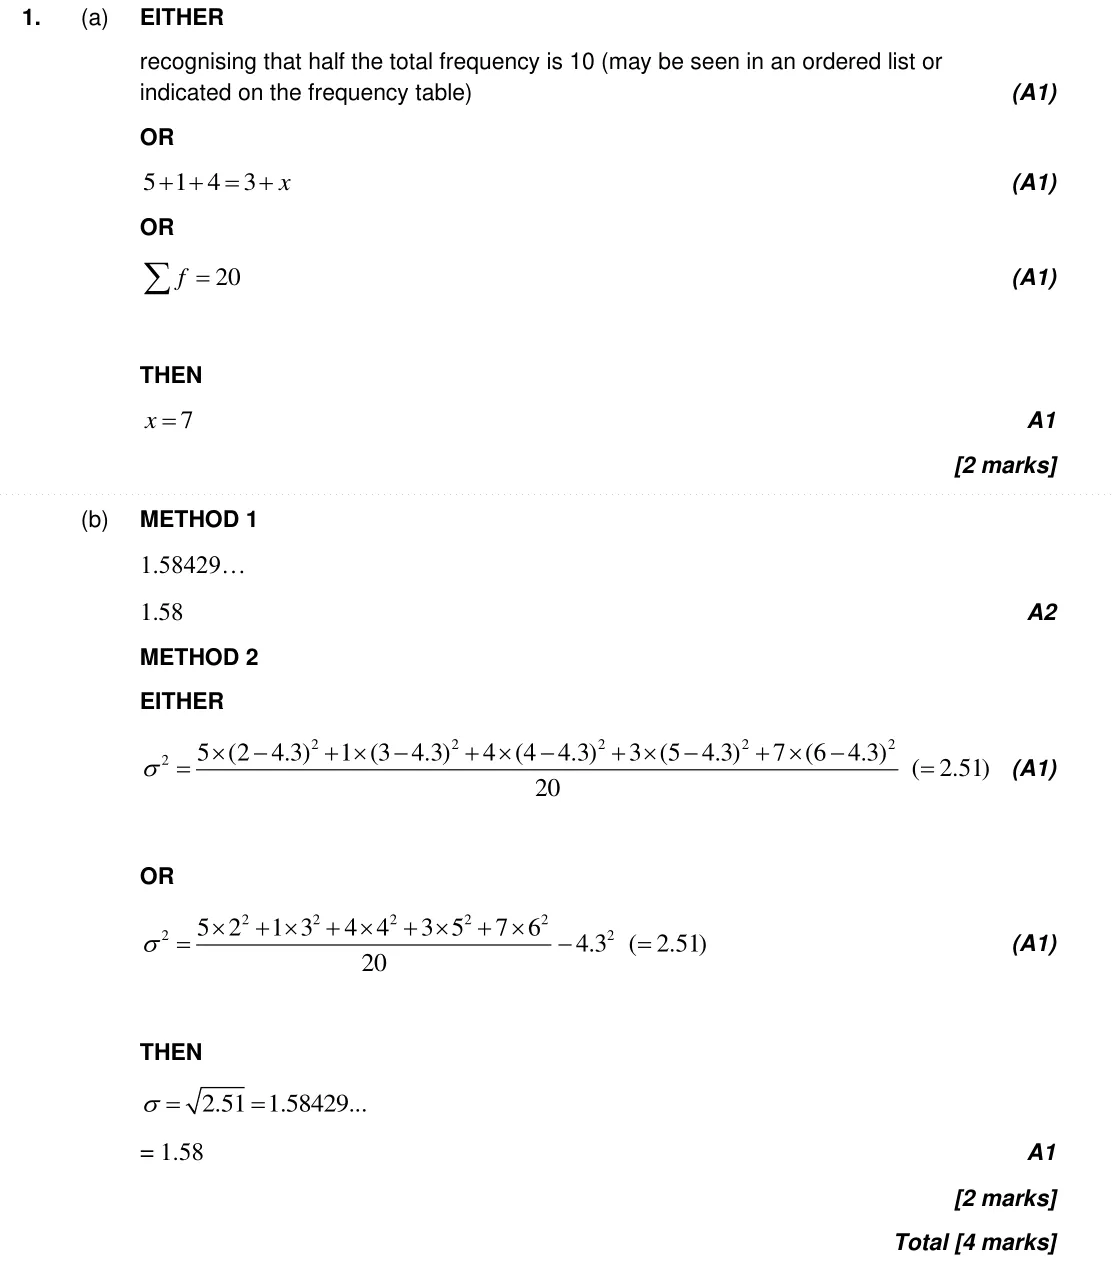 1. (a) EITHER
recognising that half the total frequency is 10 (may be seen in an ordered list or
indicated on the frequency table) (A1)
OR
5+1+4=3+x (A1)
OR
∑f = 20 (A1)
THEN
x=7 A1
[2 marks]
(b) METHOD 1
1.58429…
1.58 A2
METHOD 2
EITHER
σ² = (5×(2−4.3)²+1×(3−4.3)²+4×(4−4.3)²+3×(5−4.3)²+7×(6−4.3)²)/20 (=2.51) (A1)
OR
σ² = (5×2²+1×3²+4×4²+3×5²+7×6²)/20 −4.3² (=2.51) (A1)
THEN
σ = √2.51 =1.58429...
= 1.58 A1
[2 marks]
Total [4 marks]